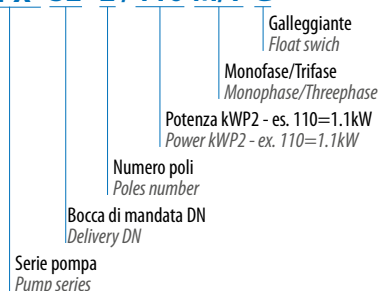 Galleggiante
Float swich
Monofase/Trifase
Monophase/Threephase
Potenza kWP2 - es. 110=1.1kW
Power kWP2 - ex. 110=1.1kW
Numero poli
Poles number
Bocca di mandata DN
Delivery DN
Serie pompa
Pump series